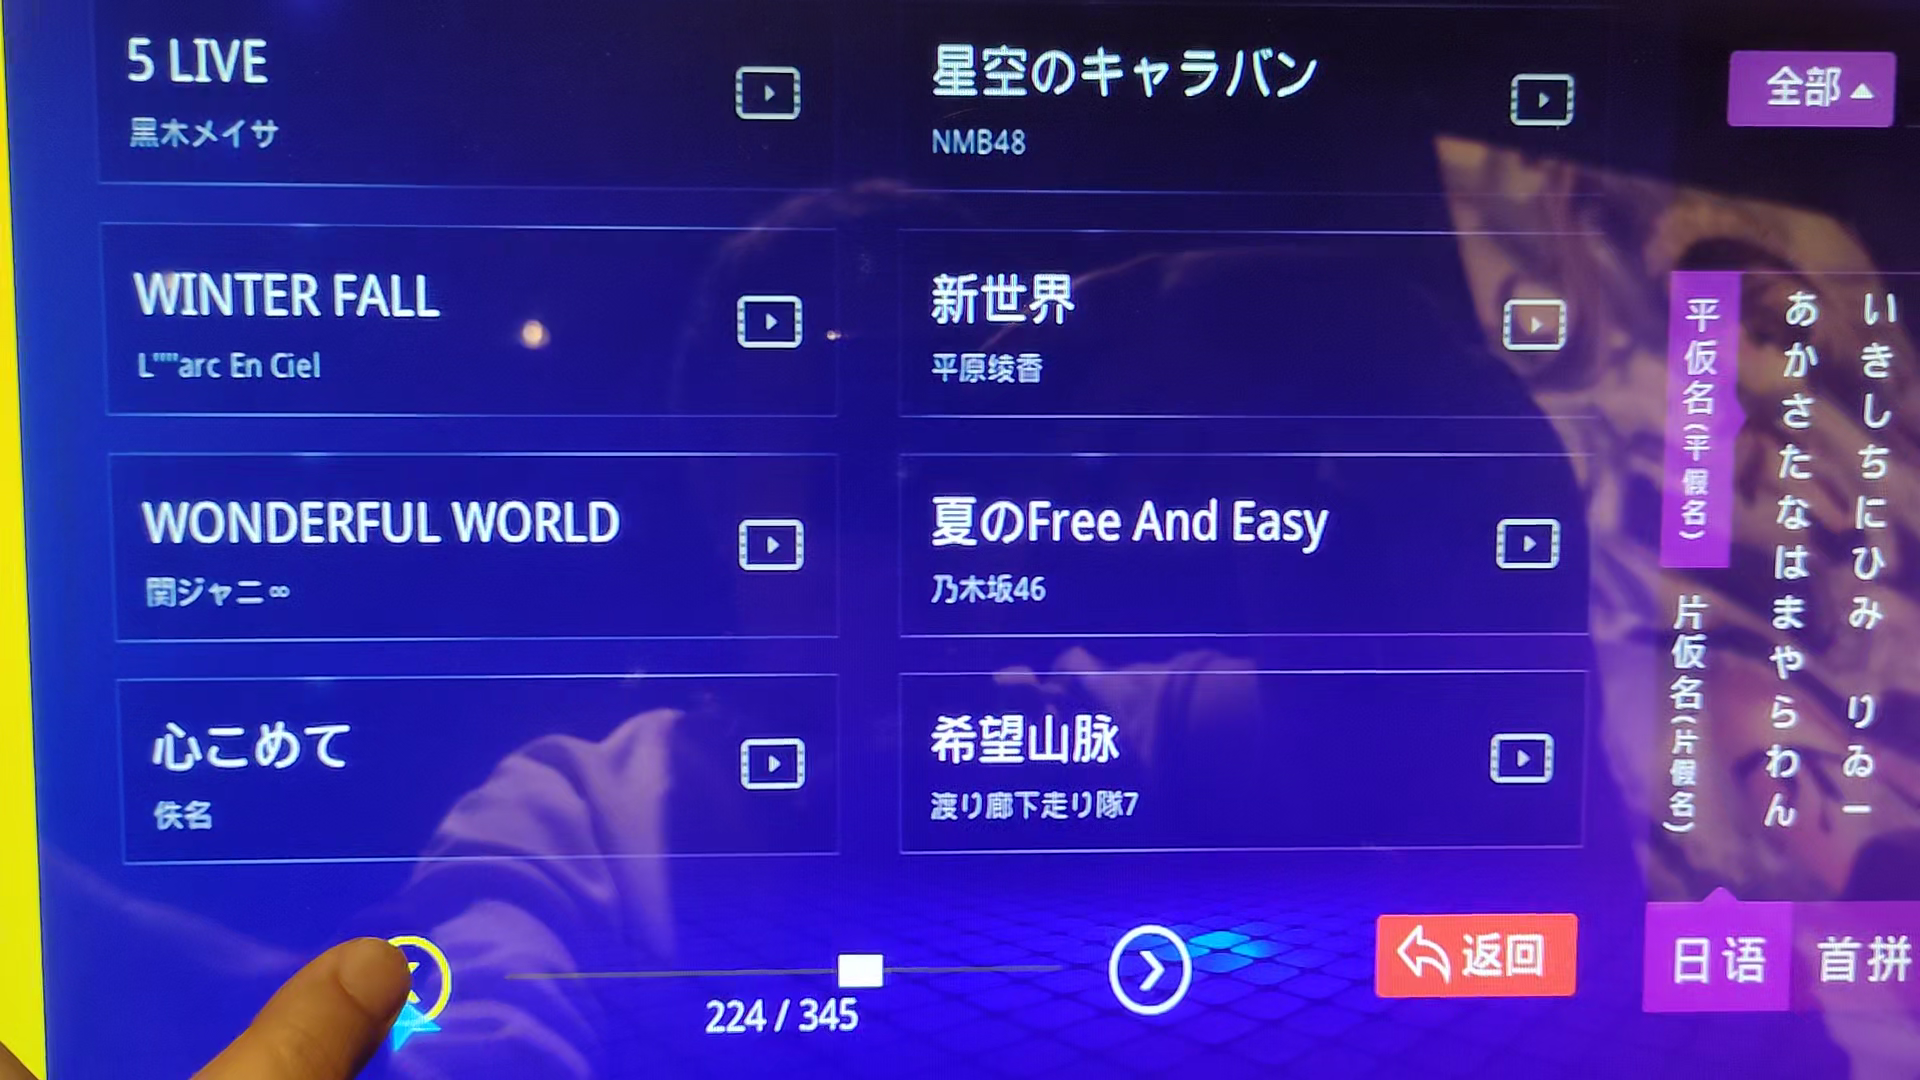 5 LIVE
黒木メイサ
星空のキャラバン
NMB48
全部
WINTER FALL
L""arc En Ciel
新世界
平原绫香
WONDERFUL WORLD
関ジャニ∞
夏のFree And Easy
乃木坂46
心こめて
佚名
希望山脉
渡り廊下走り隊7
平仮名(平假名)
片仮名(片假名)
あかさたなはまやらわん
いきしちにひみ りゐー
224 / 345
返回
日语
首拼